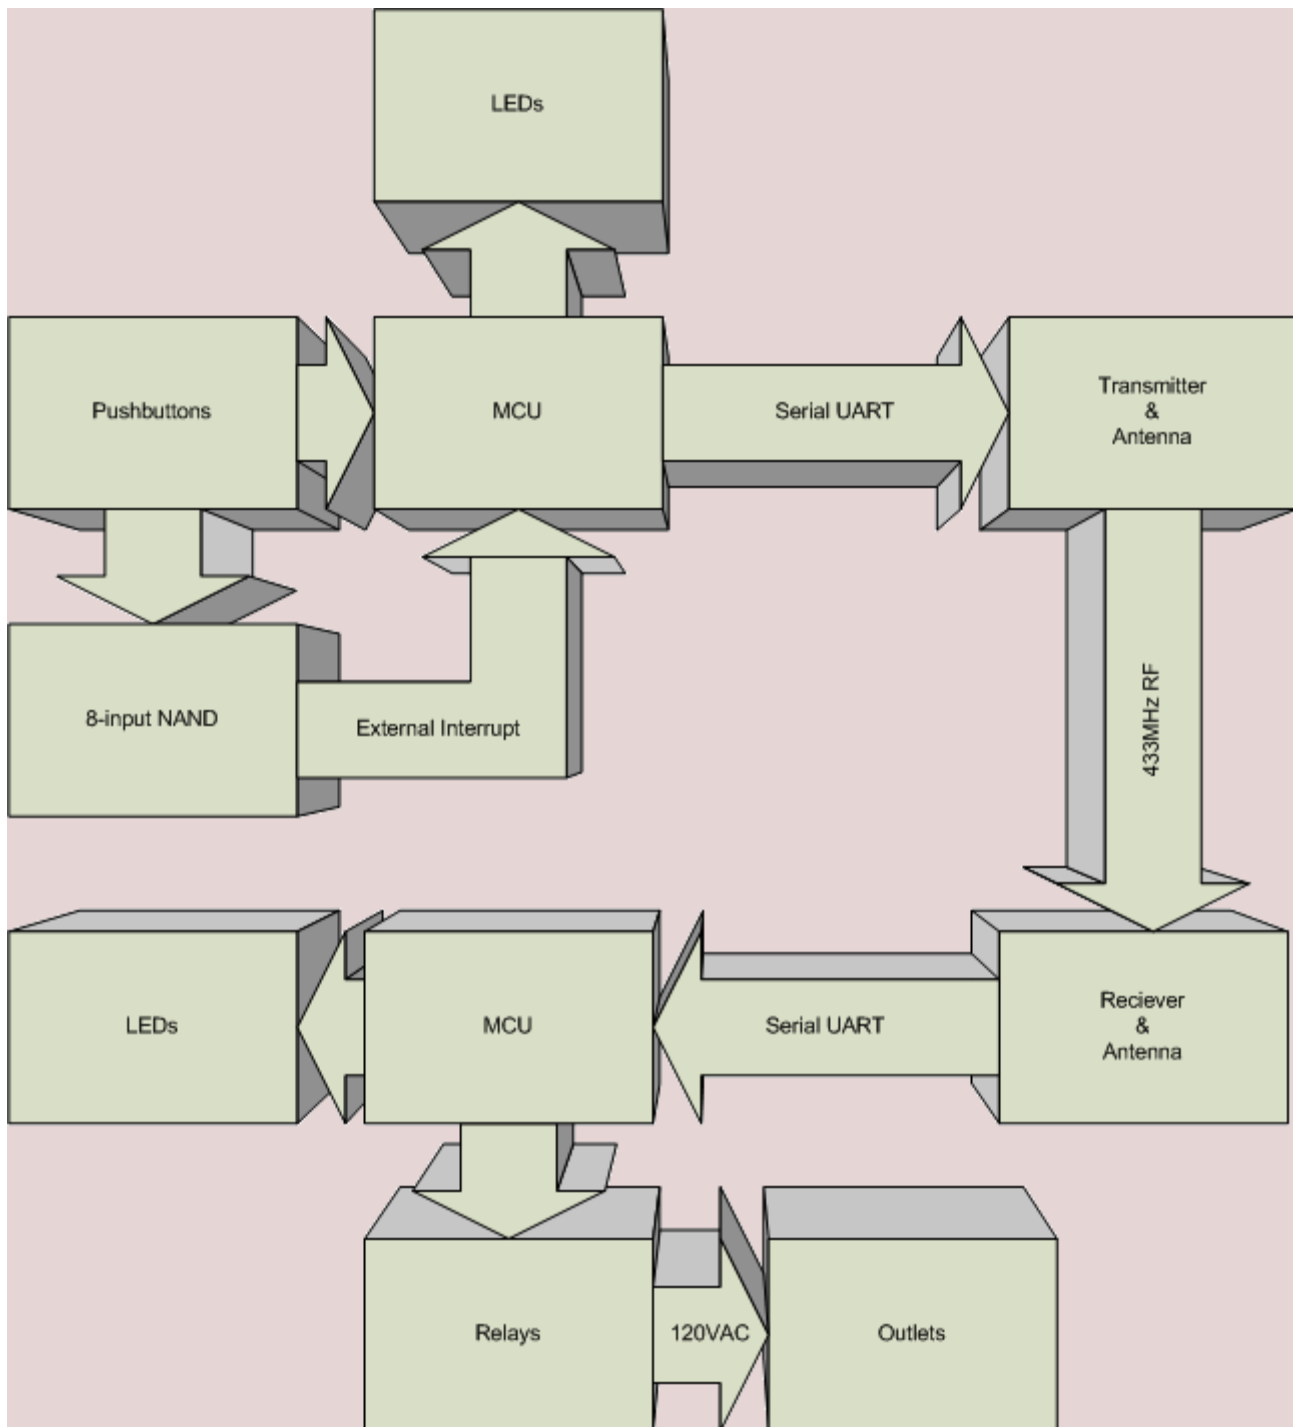 LEDs
Pushbuttons
MCU
Serial UART
Transmitter
&
Antenna
8-input NAND
External Interrupt
433MHz RF
LEDs
MCU
Serial UART
Reciever
&
Antenna
Relays
120VAC
Outlets